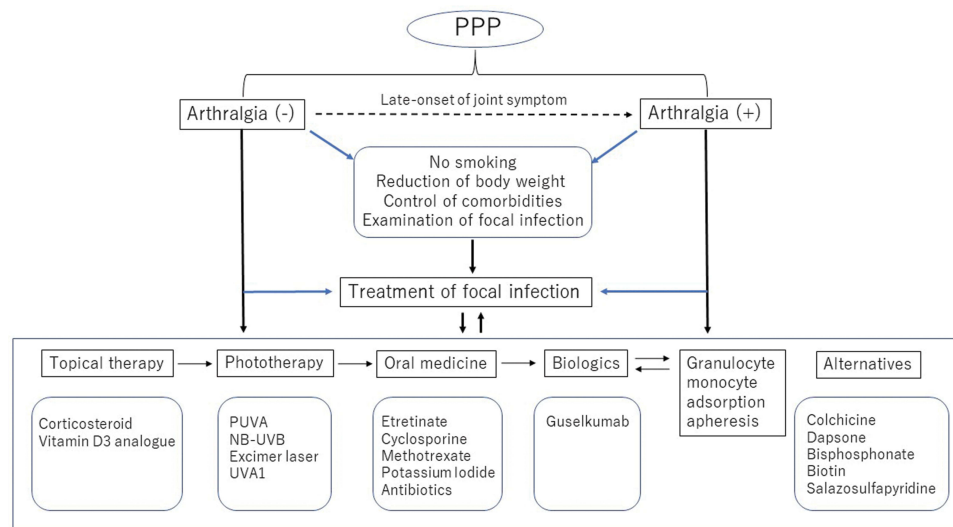 PPP
Arthralgia (-)
Late-onset of joint symptom
Arthralgia (+)
No smoking
Reduction of body weight
Control of comorbidities
Examination of focal infection
Treatment of focal infection
Topical therapy
Phototherapy
Oral medicine
Biologics
Granulocyte
monocyte
adsorption
apheresis
Alternatives
Corticosteroid
Vitamin D3 analogue
PUVA
NB-UVB
Excimer laser
UVA1
Etretinate
Cyclosporine
Methotrexate
Potassium Iodide
Antibiotics
Guselkumab
Colchicine
Dapsone
Bisphosphonate
Biotin
Salazosulfapyridine